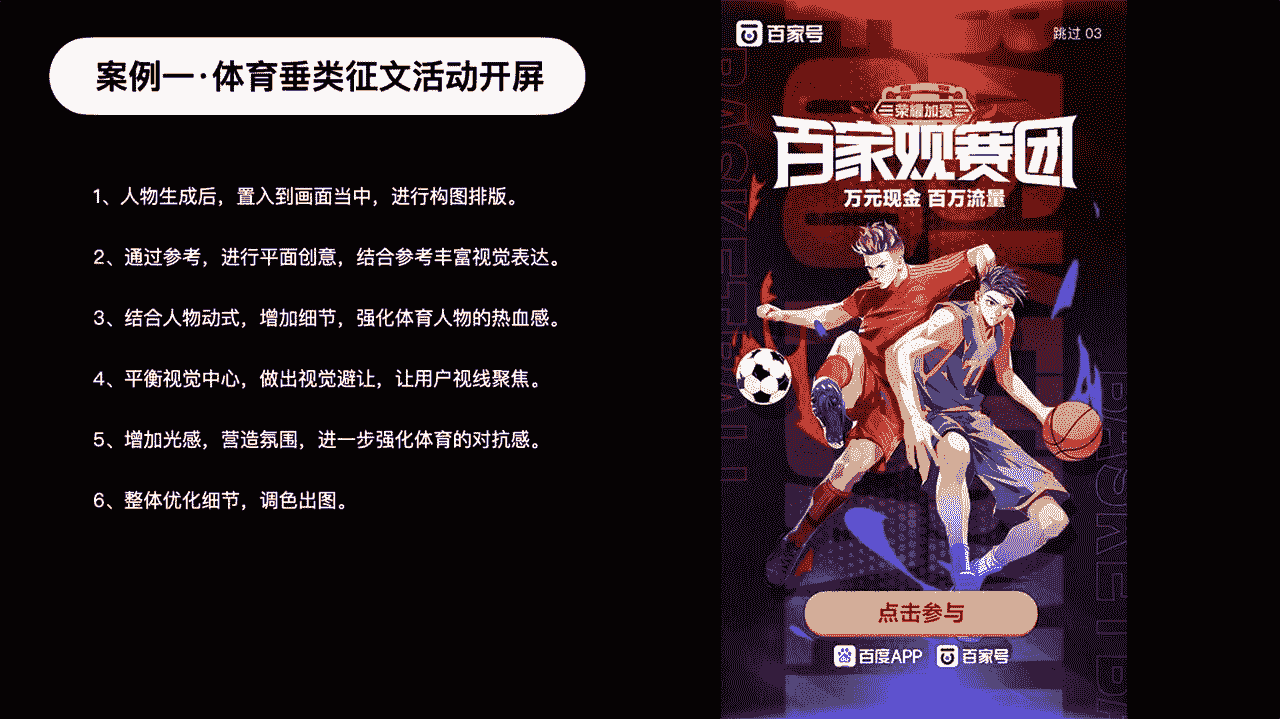 案例一·体育垂类征文活动开屏
1、人物生成后，置入到画面当中，进行构图排版。
2、通过参考，进行平面创意，结合参考丰富视觉表达。
3、结合人物动式，增加细节，强化体育人物的热血感。
4、平衡视觉中心，做出视觉避让，让用户视线聚焦。
5、增加光感，营造氛围，进一步强化体育的对抗感。
6、整体优化细节，调色出图。
百家号
跳过 03
荣耀加冕
百家观赛团
万元现金 百万流量
点击参与
百度APP 百家号